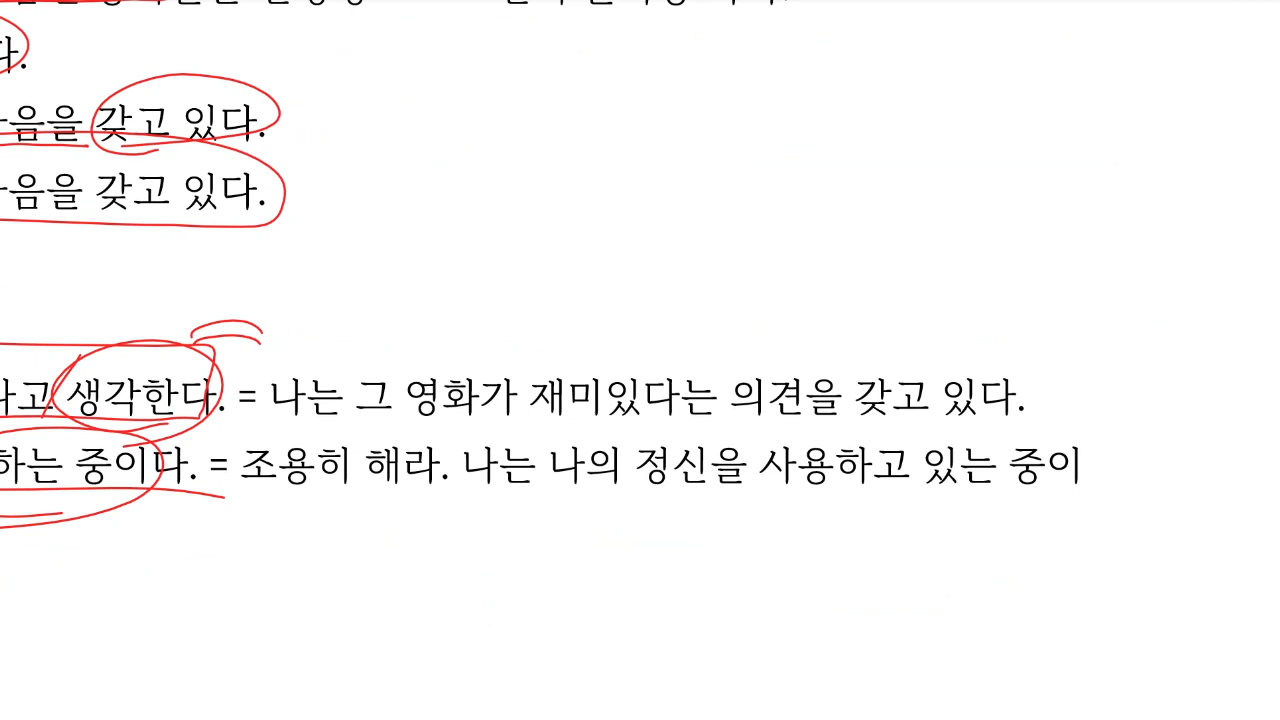 다.
음을 갖고 있다.
음을 갖고 있다.
생각한다. = 나는 그 영화가 재미있다는 의견을 갖고 있다.
하는 중이다. = 조용히 해라. 나는 나의 정신을 사용하고 있는 중이